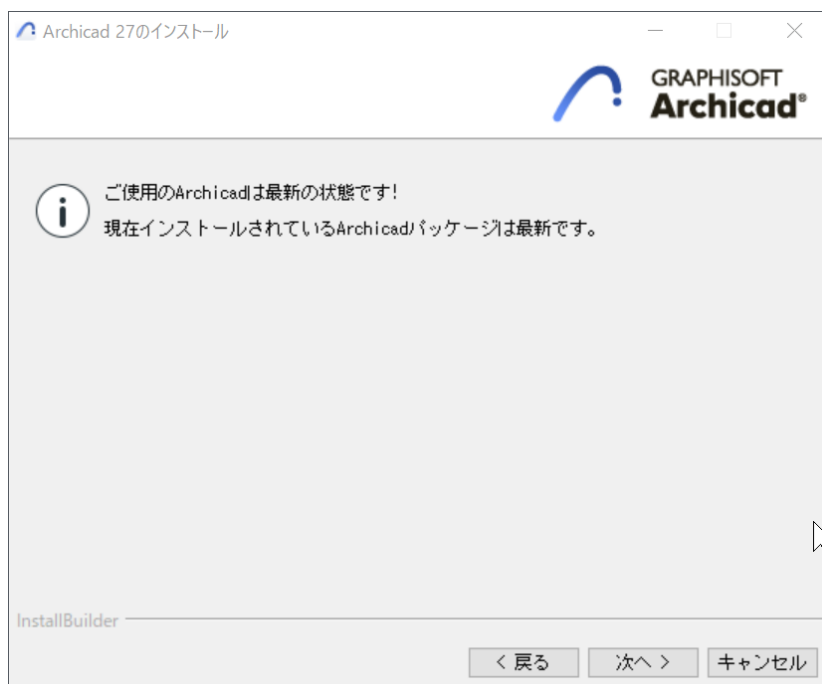 Archicad 27のインストール
GRAPHISOFT
Archicad®
ご使用のArchicadは最新の状態です!
現在インストールされているArchicadパッケージは最新です。
InstallBuilder
< 戻る
次へ >
キャンセル